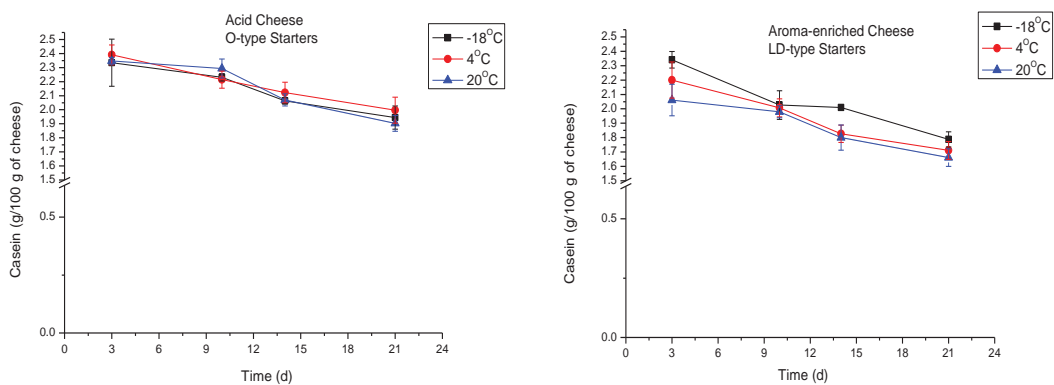 Acid Cheese
O-type Starters
-18°C
4°C
20°C
2.5
2.4
2.3
2.2
2.1
2.0
1.9
1.8
1.7
1.6
1.5
0.5
0.0
Casein (g/100 g of cheese)
0 3 6 9 12 15 18 21 24
Time (d)
Aroma-enriched Cheese
LD-type Starters
-18°C
4°C
20°C
2.5
2.4
2.3
2.2
2.1
2.0
1.9
1.8
1.7
1.6
1.5
0.5
0.0
Casein (g/100 g of cheese)
0 3 6 9 12 15 18 21 24
Time (d)